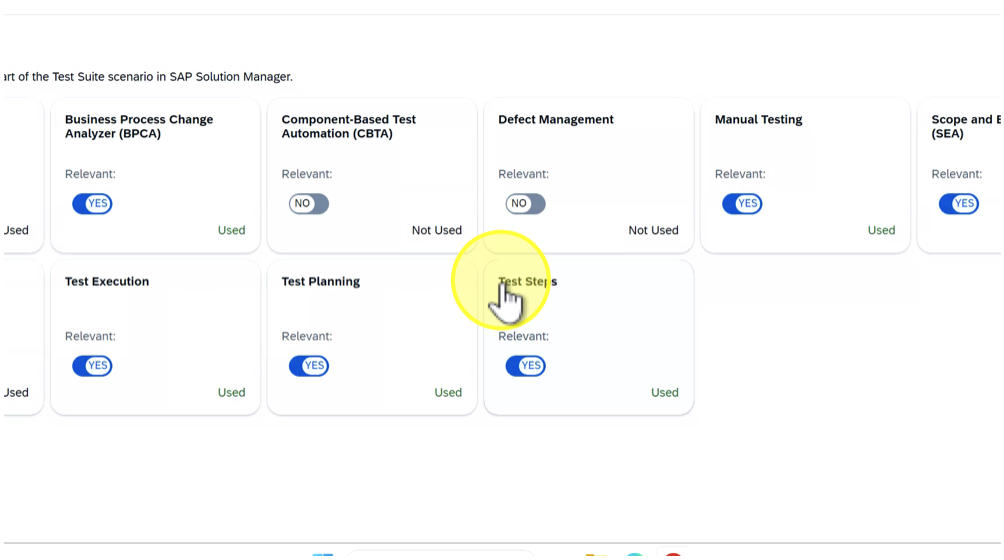 art of the Test Suite scenario in SAP Solution Manager.
Business Process Change
Analyzer (BPCA)
Relevant:
YES
Used
Component-Based Test
Automation (CBTA)
Relevant:
NO
Not Used
Defect Management
Relevant:
NO
Not Used
Manual Testing
Relevant:
YES
Used
Scope and E
(SEA)
Relevant:
YES
Used
Test Execution
Relevant:
YES
Used
Test Planning
Relevant:
YES
Used
Test Steps
Relevant:
YES
Used
Used